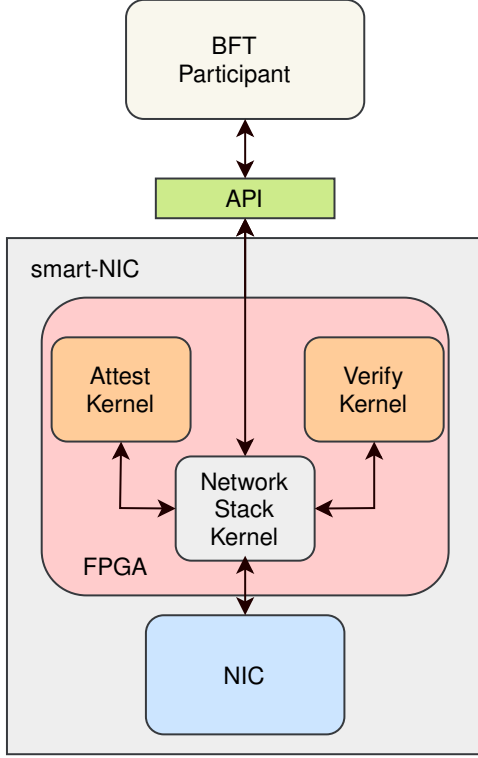 BFT
Participant
API
smart-NIC
Attest
Kernel
Verify
Kernel
Network
Stack
Kernel
FPGA
NIC